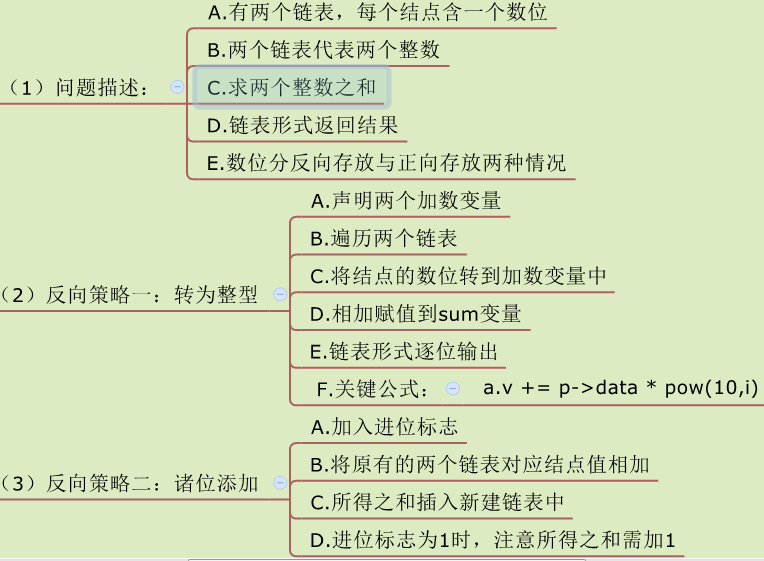 A.有两个链表，每个结点含一个数位
B.两个链表代表两个整数
（1）问题描述：
C.求两个整数之和
D.链表形式返回结果
E.数位分反向存放与正向存放两种情况
A.声明两个加数变量
B.遍历两个链表
C.将结点的数位转到加数变量中
（2）反向策略一：转为整型
D.相加赋值到sum变量
E.链表形式逐位输出
F.关键公式：
a.v += p->data * pow(10,i)
A.加入进位标志
B.将原有的两个链表对应结点值相加
（3）反向策略二：诸位添加
C.所得之和插入新建链表中
D.进位标志为1时，注意所得之和需加1